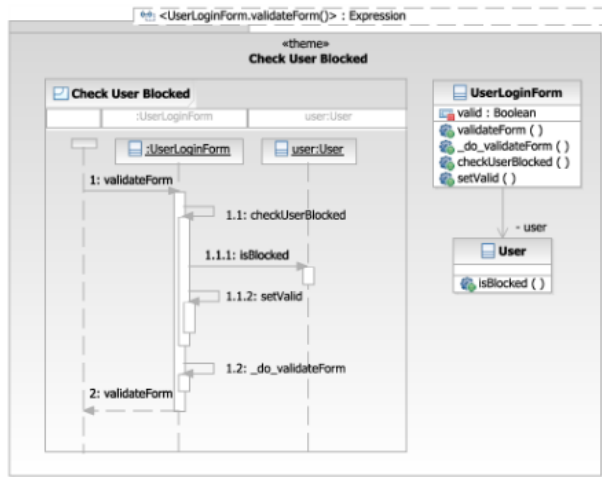 <UserLoginForm.validateForm()> : Expression
«theme»
Check User Blocked
Check User Blocked
:UserLoginForm user:User
:UserLoginForm user:User
1: validateForm
1.1: checkUserBlocked
1.1.1: isBlocked
1.1.2: setValid
1.2: _do_validateForm
2: validateForm
UserLoginForm
valid : Boolean
validateForm ( )
_do_validateForm ( )
checkUserBlocked ( )
setValid ( )
- user
User
isBlocked ( )